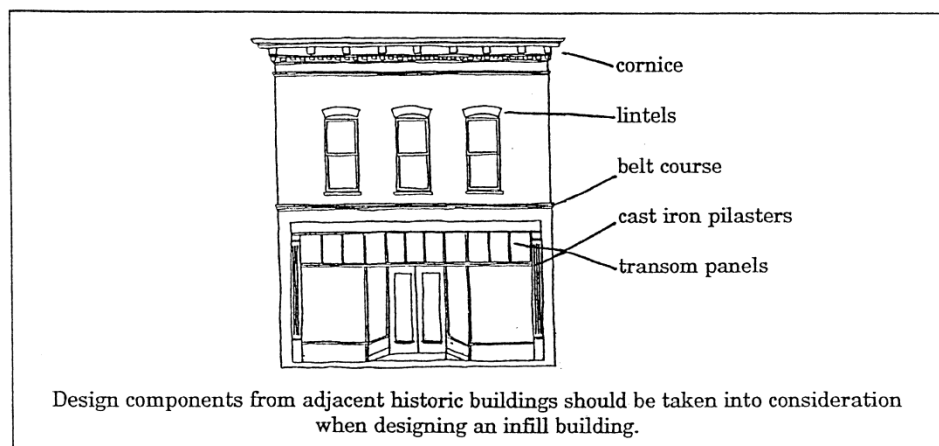 cornice
lintels
belt course
cast iron pilasters
transom panels
Design components from adjacent historic buildings should be taken into consideration
when designing an infill building.